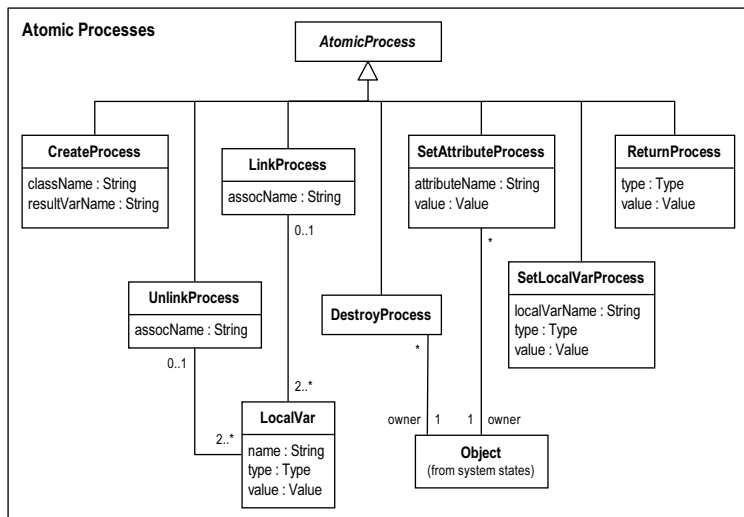 Atomic Processes
AtomicProcess
CreateProcess
className : String
resultVarName : String
LinkProcess
assocName : String
0..1
SetAttributeProcess
attributeName : String
value : Value
*
ReturnProcess
type : Type
value : Value
UnlinkProcess
assocName : String
0..1
DestroyProcess
*
SetLocalVarProcess
localVarName : String
type : Type
value : Value
2..*
2..*
LocalVar
name : String
type : Type
value : Value
owner 1
1 owner
Object
(from system states)